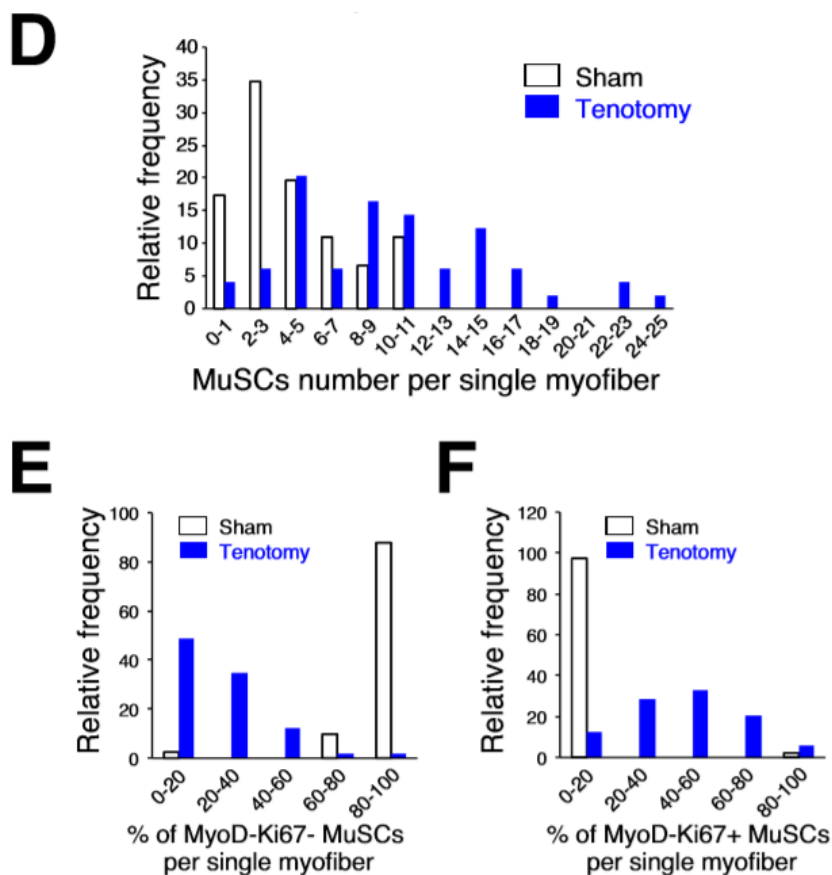 D
40
35
30
25
20
15
10
5
0
Relative frequency
Sham
Tenotomy
0-1
2-3
4-5
6-7
8-9
10-11
12-13
14-15
16-17
18-19
20-21
22-23
24-25
MuSCs number per single myofiber
E
100
80
60
40
20
0
Relative frequency
Sham
Tenotomy
0-20
20-40
40-60
60-80
80-100
% of MyoD-Ki67- MuSCs
per single myofiber
F
120
100
80
60
40
20
0
Relative frequency
Sham
Tenotomy
0-20
20-40
40-60
60-80
80-100
% of MyoD-Ki67+ MuSCs
per single myofiber